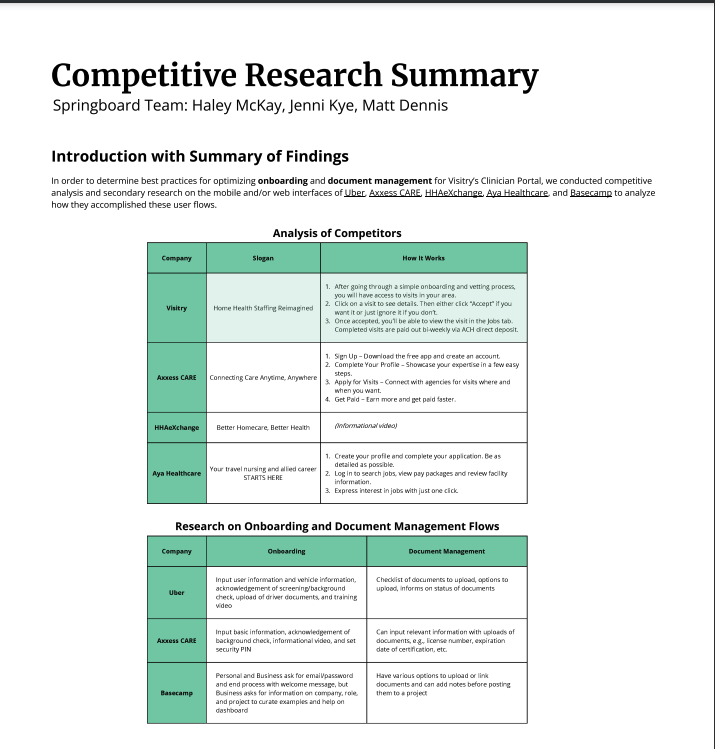 Competitive Research Summary
Springboard Team: Haley McKay, Jenni Kye, Matt Dennis
Introduction with Summary of Findings
In order to determine best practices for optimizing onboarding and document management for Visitry's Clinician Portal, we conducted competitive
analysis and secondary research on the mobile and/or web interfaces of Uber, Axxess CARE, HHAeXchange, Aya Healthcare, and Basecamp to analyze
how they accomplished these user flows.
Analysis of Competitors
Company
Slogan
How It Works
Visitry
Home Health Staffing Reimagined
1. After going through a simple onboarding and vetting process,
you will have access to visits in your area.
2. Click on a visit to see details. Then either click "Accept" if you
want it or just ignore it if you don't.
3. Once accepted, you'll be able to view the visit in the Jobs tab.
Completed visits are paid out bi-weekly via ACH direct deposit.
Axxess CARE
Connecting Care Anytime, Anywhere
1. Sign Up – Download the free app and create an account.
2. Complete Your Profile – Showcase your expertise in a few easy
steps.
3. Apply for Visits – Connect with agencies for visits where and
when you want.
4. Get Paid – Earn more and get paid faster.
HHAeXchange
Better Homecare, Better Health
(Informational video)
Aya Healthcare
Your travel nursing and allied career
STARTS HERE
1. Create your profile and complete your application. Be as
detailed as possible.
2. Log in to search jobs, view pay packages and review facility
information.
3. Express interest in jobs with just one click.
Research on Onboarding and Document Management Flows
Company
Onboarding
Document Management
Uber
Input user information and vehicle information,
acknowledgement of screening/background
check, upload of driver documents, and training
video
Checklist of documents to upload, options to
upload, informs on status of documents
Axxess CARE
Input basic information, acknowledgement of
background check, informational video, and set
security PIN
Can input relevant information with uploads of
documents, e.g., license number, expiration
date of certification, etc.
Basecamp
Personal and Business ask for email/password
and end process with welcome message, but
Business asks for information on company, role,
and project to curate examples and help on
dashboard
Have various options to upload or link
documents and can add notes before posting
them to a project